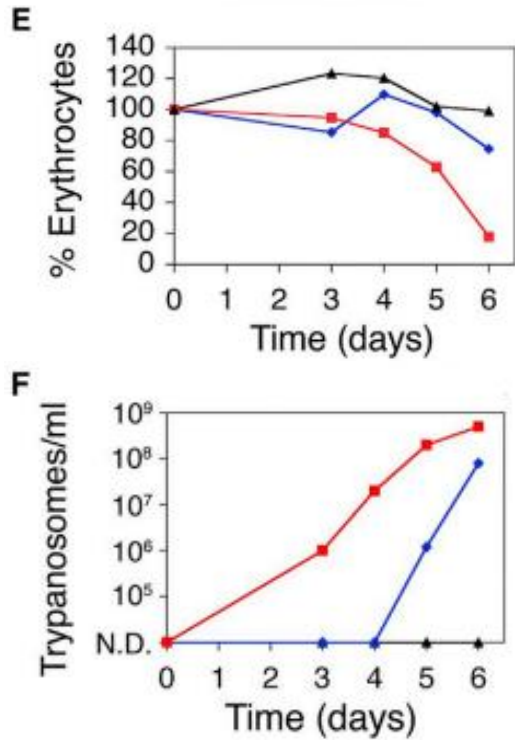 E
% Erythrocytes
140
120
100
80
60
40
20
0
0 1 2 3 4 5 6
Time (days)
F
Trypanosomes/ml
10⁹
10⁸
10⁷
10⁶
10⁵
N.D.
0 1 2 3 4 5 6
Time (days)